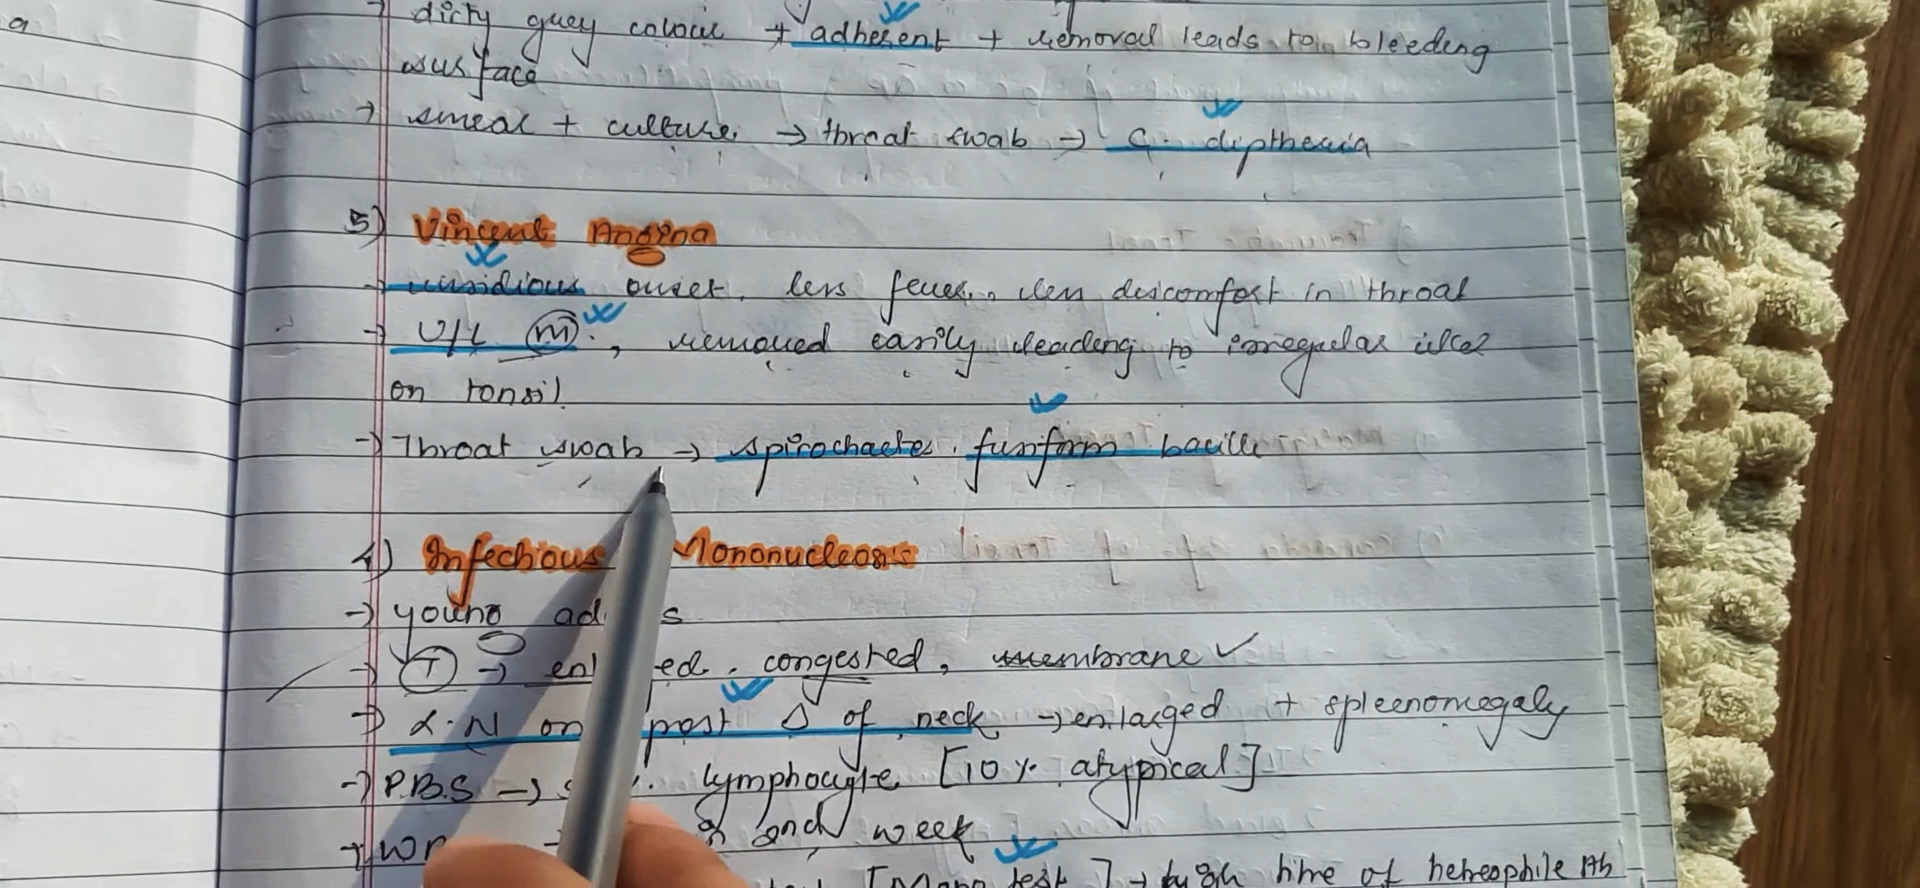 → dirty grey colour + adherent + removal leads to bleeding
surface
→ smear + culture. → throat swab → C. diptheria
3) Vincent Angina
→ insidious onset. less fever, less discomfort in throat
→ U/L (m)., removed easily leading to irregular ulcer
on tonsil
→ Throat swab → spirochaete. fusiform bacilli
4) Infectious Mononucleosis
→ young
→ (T) → congested, membrane ✓
→ L.N on post Δ of neck → enlarged + spleenomegaly
→ P.B.S → lymphocyte [10% atypical]
2nd week
test] → high titre of heterophile Ab